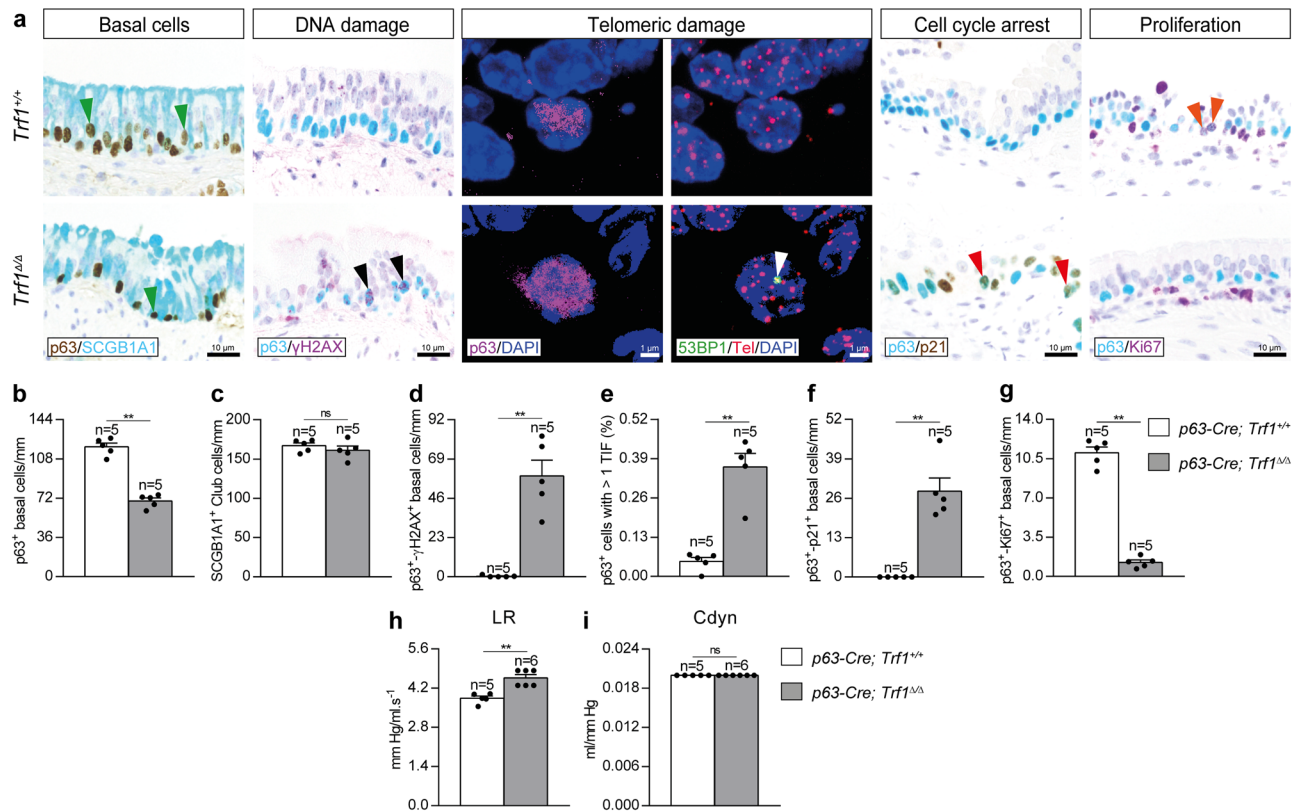 a
Basal cells
DNA damage
Telomeric damage
Cell cycle arrest
Proliferation
Trf1+/+
Trf1Δ/Δ
p63/SCGB1A1
10 µm
p63/γH2AX
10 µm
p63/DAPI
1 µm
53BP1/Tel/DAPI
1 µm
p63/p21
10 µm
p63/Ki67
10 µm
b
p63+ basal cells/mm
144
108
72
36
0
n=5
**
n=5
c
SCGB1A1+ Club cells/mm
200
150
100
50
0
n=5
ns
n=5
d
p63+-γH2AX+ basal cells/mm
92
69
46
23
0
n=5
**
n=5
e
p63+ cells with > 1 TIF (%)
0.52
0.39
0.26
0.13
0.00
n=5
**
n=5
f
p63+-p21+ basal cells/mm
52
39
26
13
0
n=5
**
n=5
g
p63+-Ki67+ basal cells/mm
14.0
10.5
7.0
3.5
0.0
n=5
**
n=5
p63-Cre; Trf1+/+
p63-Cre; Trf1Δ/Δ
h
LR
mm Hg/ml.s-1
5.6
4.2
2.8
1.4
0.0
n=5
**
n=6
i
Cdyn
ml/mm Hg
0.024
0.018
0.012
0.006
0.000
n=5
ns
n=6
p63-Cre; Trf1+/+
p63-Cre; Trf1Δ/Δ